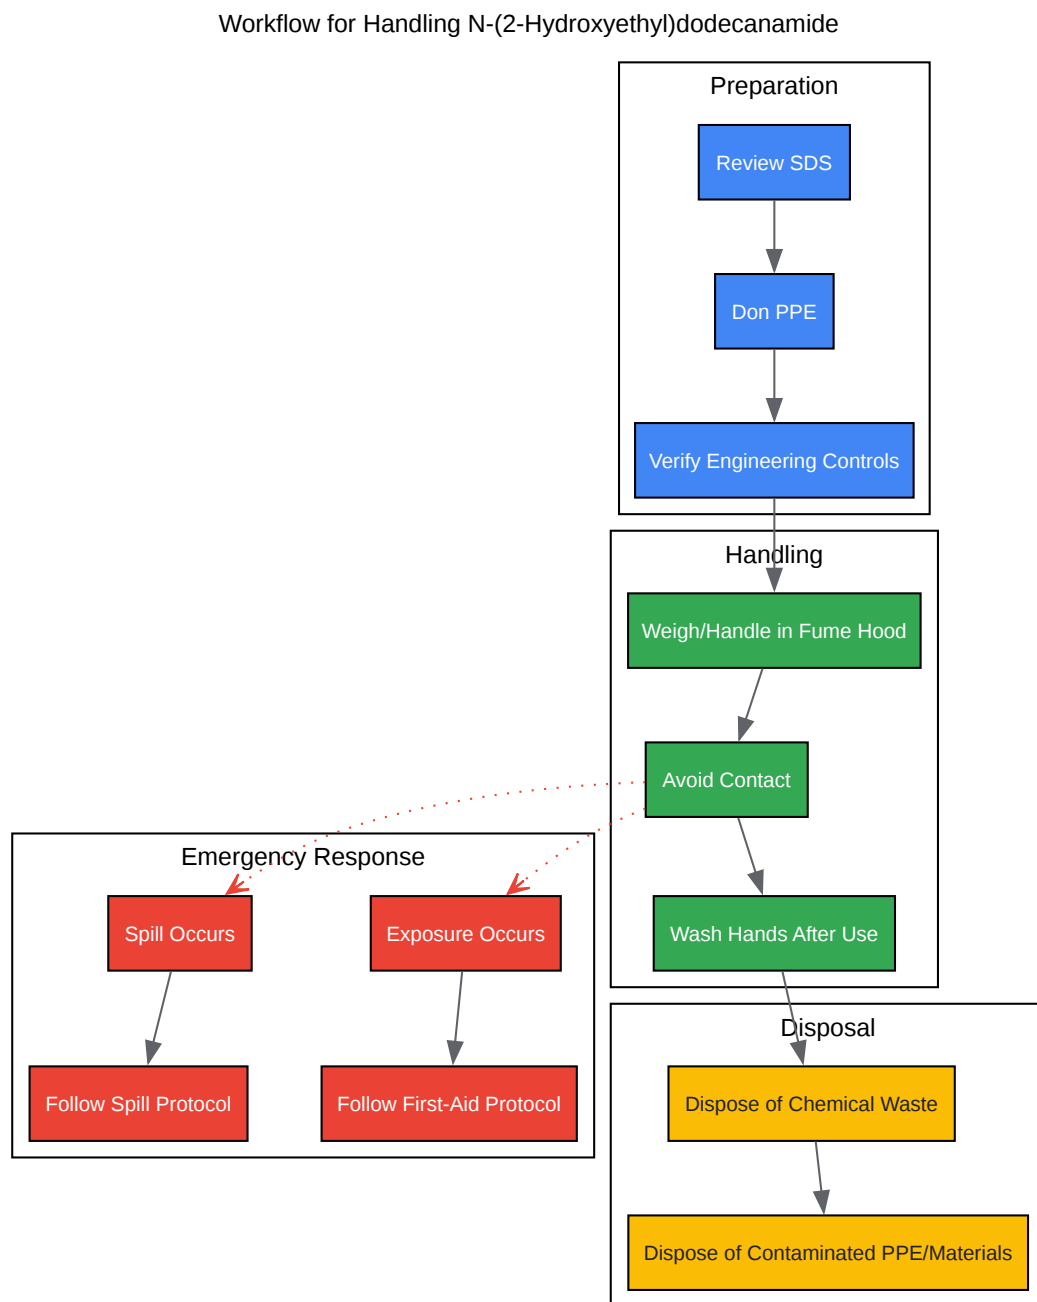 Workflow for Handling N-(2-Hydroxyethyl)dodecanamide
Preparation
Review SDS
Don PPE
Verify Engineering Controls
Handling
Weigh/Handle in Fume Hood
Avoid Contact
Wash Hands After Use
Emergency Response
Spill Occurs
Exposure Occurs
Follow Spill Protocol
Follow First-Aid Protocol
Disposal
Dispose of Chemical Waste
Dispose of Contaminated PPE/Materials